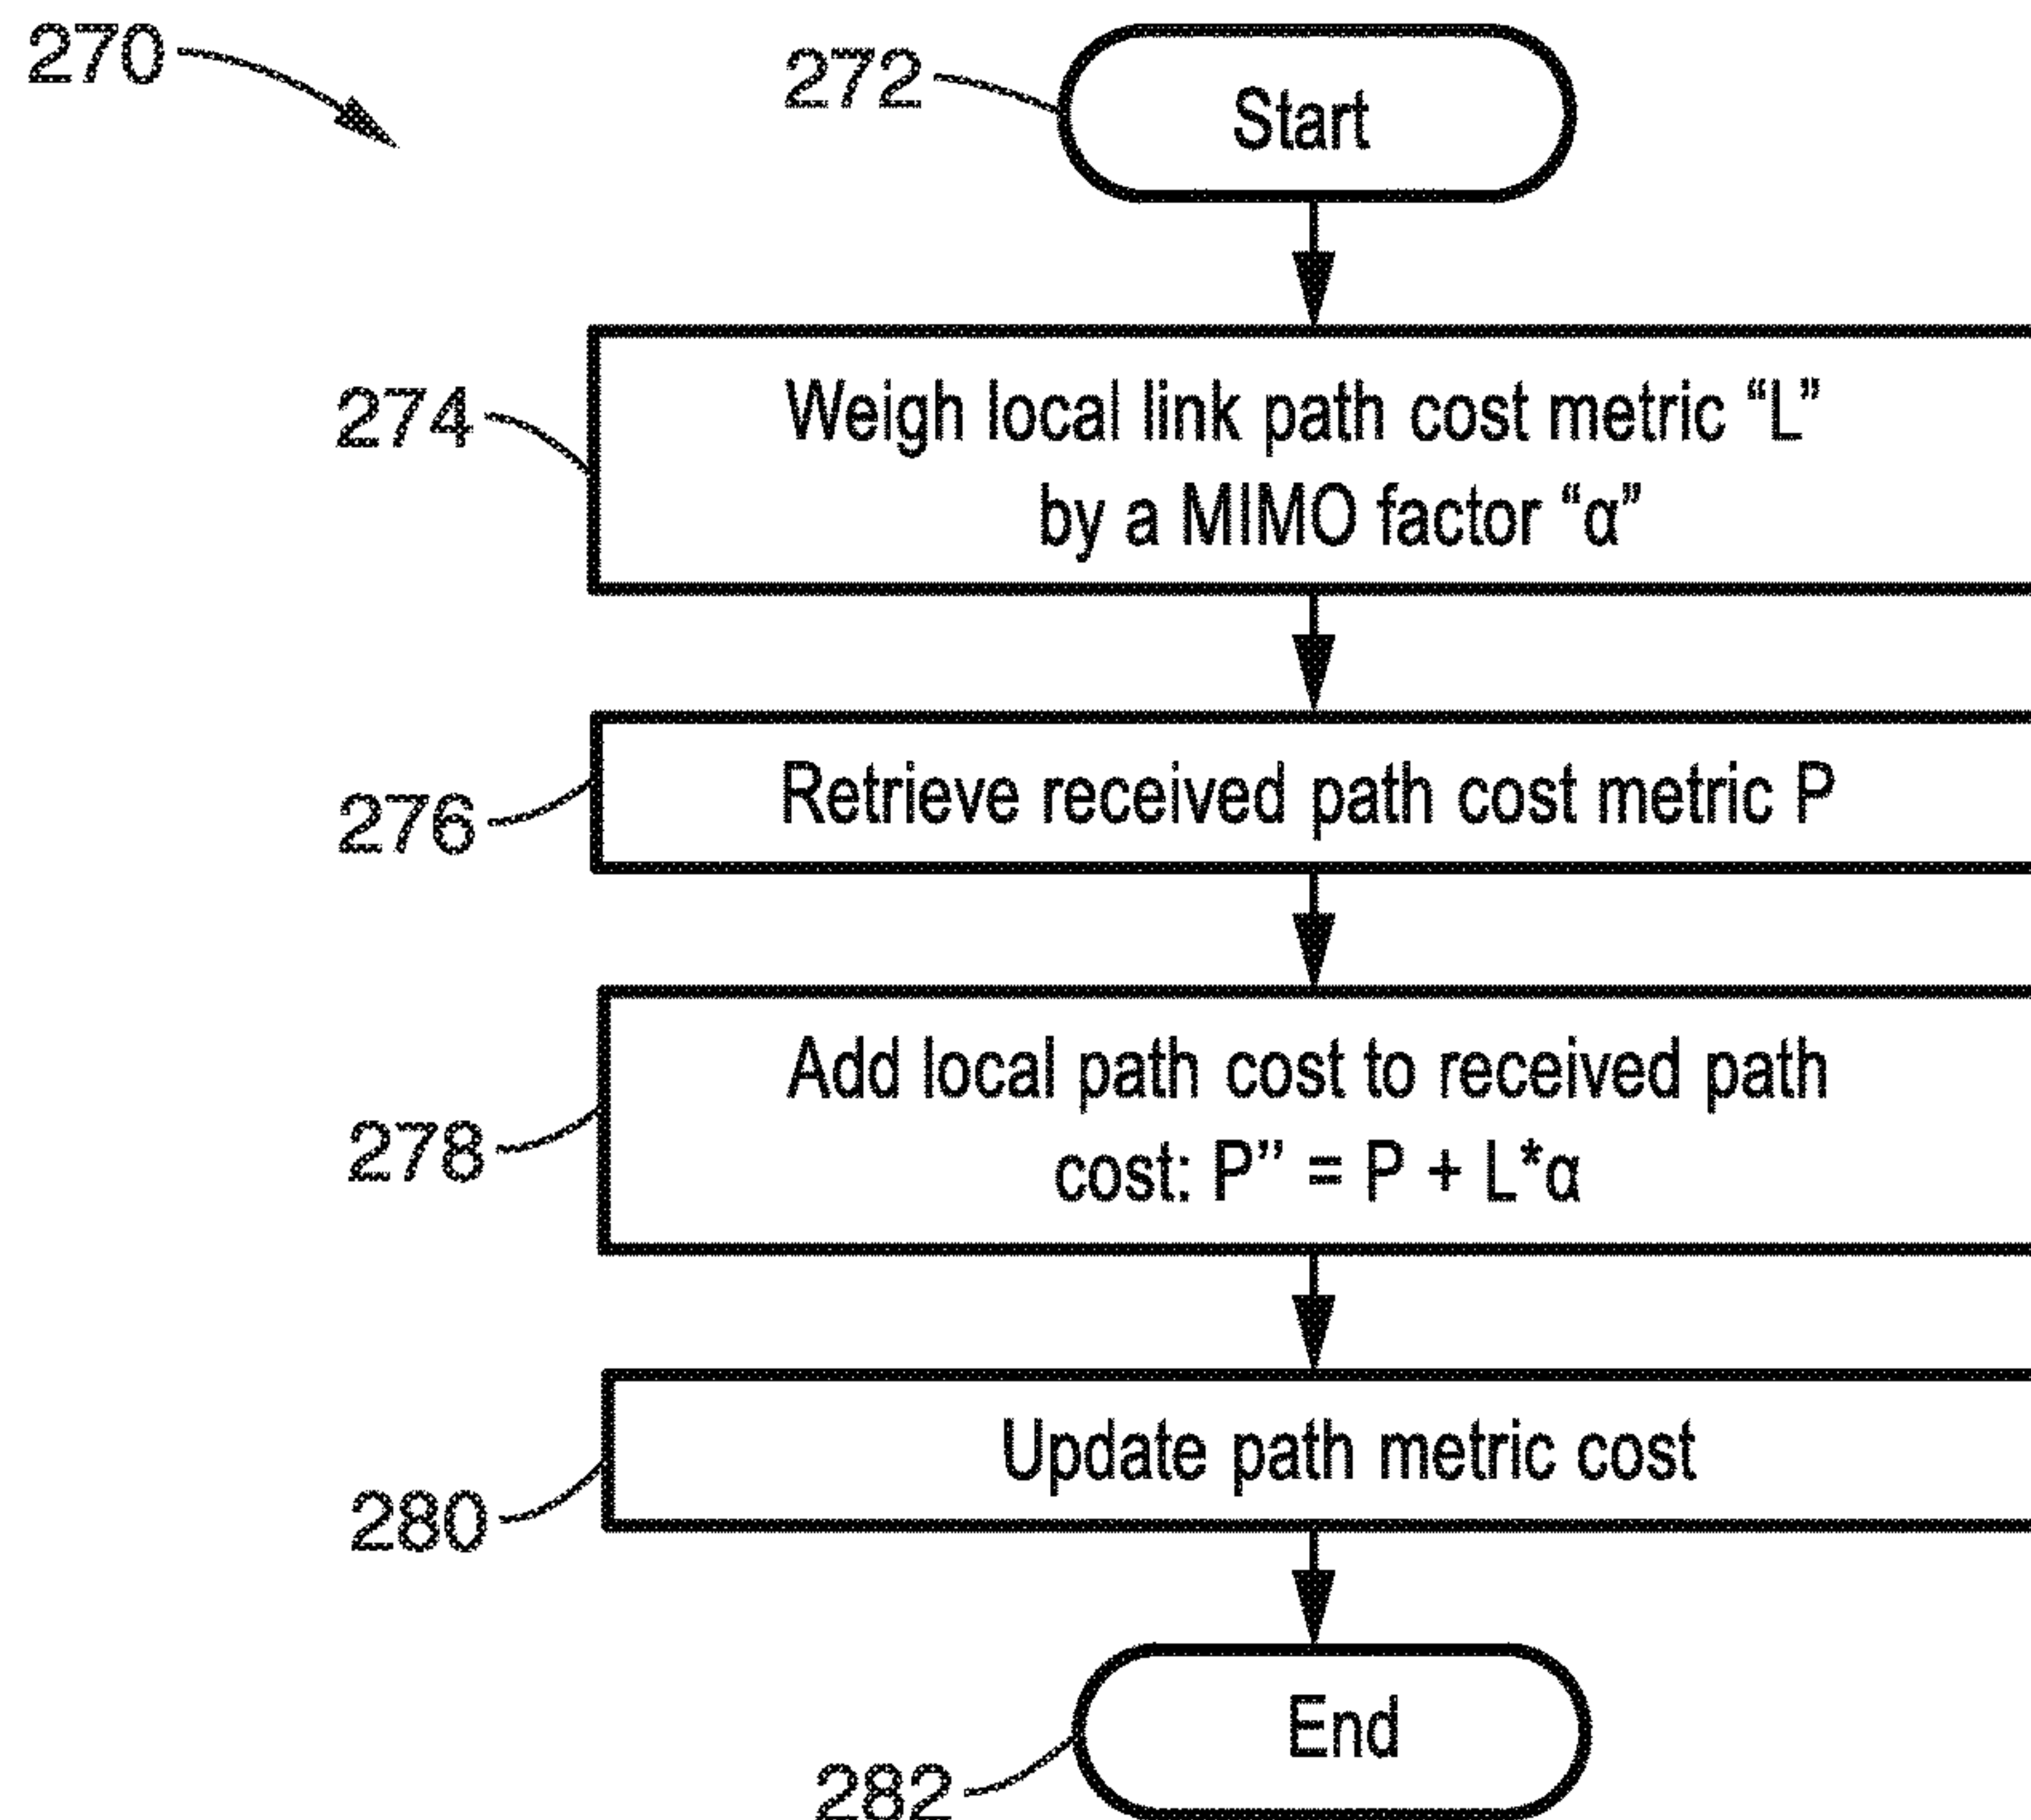 270
272
Start
274
Weigh local link path cost metric “L”
by a MIMO factor “α”
276
Retrieve received path cost metric P
278
Add local path cost to received path
cost: P’’ = P + L*α
280
Update path metric cost
End
282